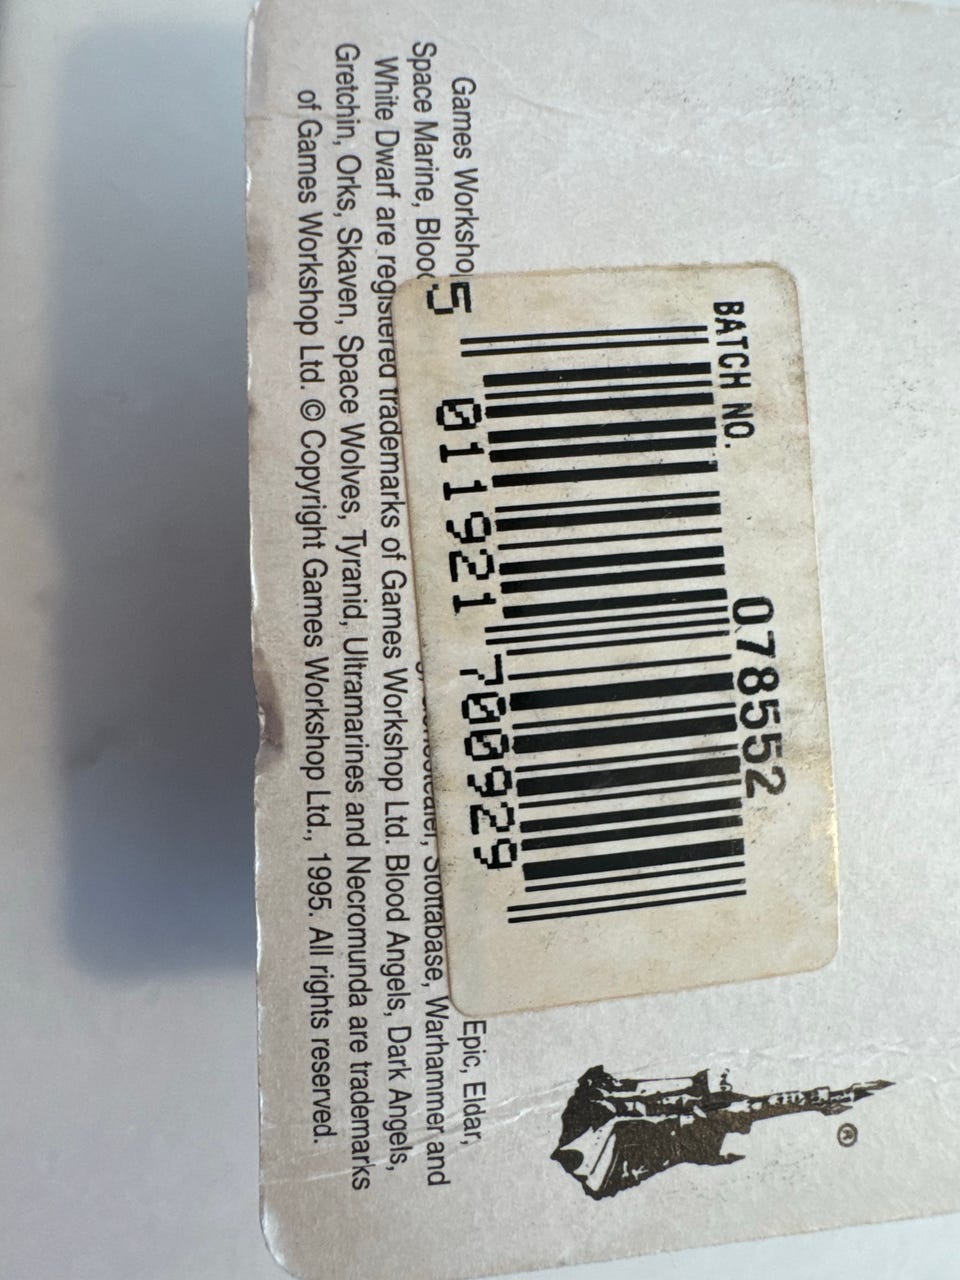 Games Worksho
Epic, Eldar,
Space Marine, Bloo
Slottabase, Warhammer and
White Dwarf are registered trademarks of Games Workshop Ltd. Blood Angels, Dark Angels,
Gretchin, Orks, Skaven, Space Wolves, Tyranid, Ultramarines and Necromunda are trademarks
of Games Workshop Ltd. © Copyright Games Workshop Ltd., 1995. All rights reserved.
BATCH NO. 078552
5 011921 700929
®